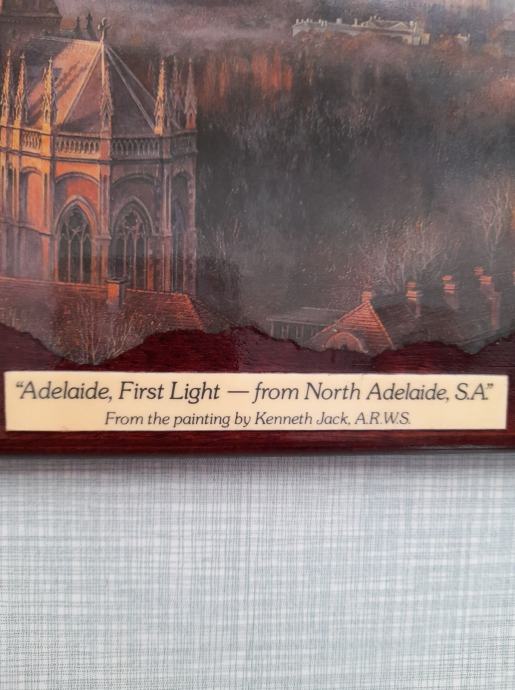 "Adelaide, First Light — from North Adelaide, S.A."
From the painting by Kenneth Jack, A.R.W.S.